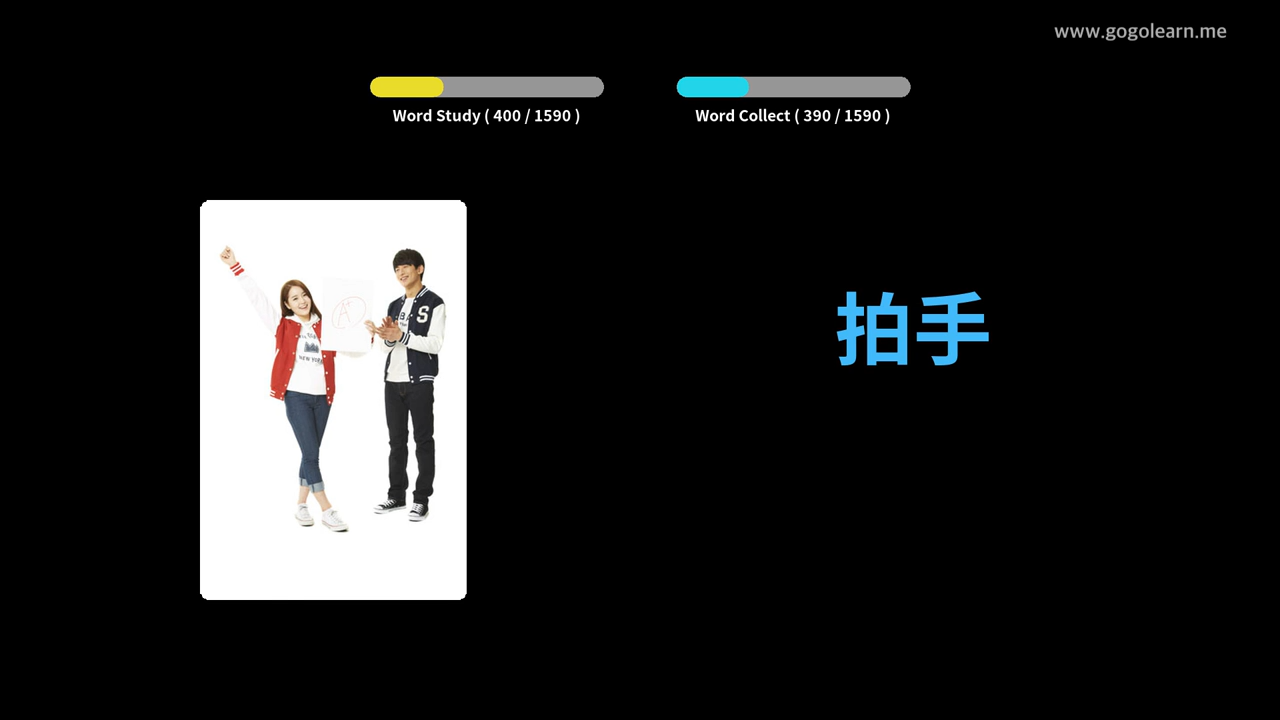 www.gogolearn.me
Word Study ( 400 / 1590 )
Word Collect ( 390 / 1590 )
A
S
NEW YORK
拍手